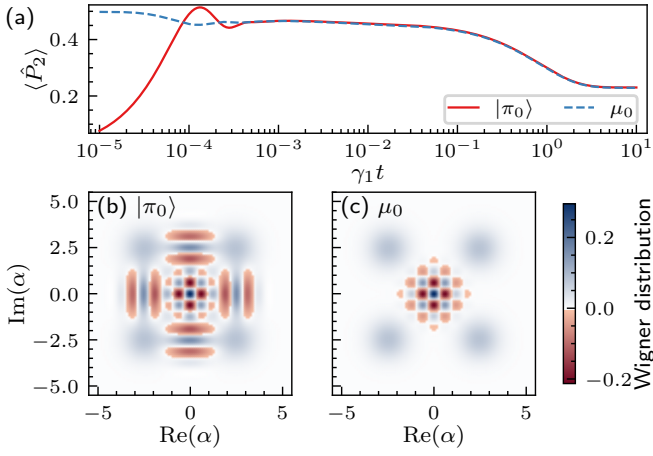 (a)
⟨P̂₂⟩
0.4
0.2
|π₀⟩ μ₀
10⁻⁵ 10⁻⁴ 10⁻³ 10⁻² 10⁻¹ 10⁰ 10¹
γ₁t
(b) |π₀⟩
(c) μ₀
Im(α)
5.0
2.5
0.0
−2.5
−5.0
−5 0 5
Re(α)
−5 0 5
Re(α)
0.2
0.0
−0.2
Wigner distribution